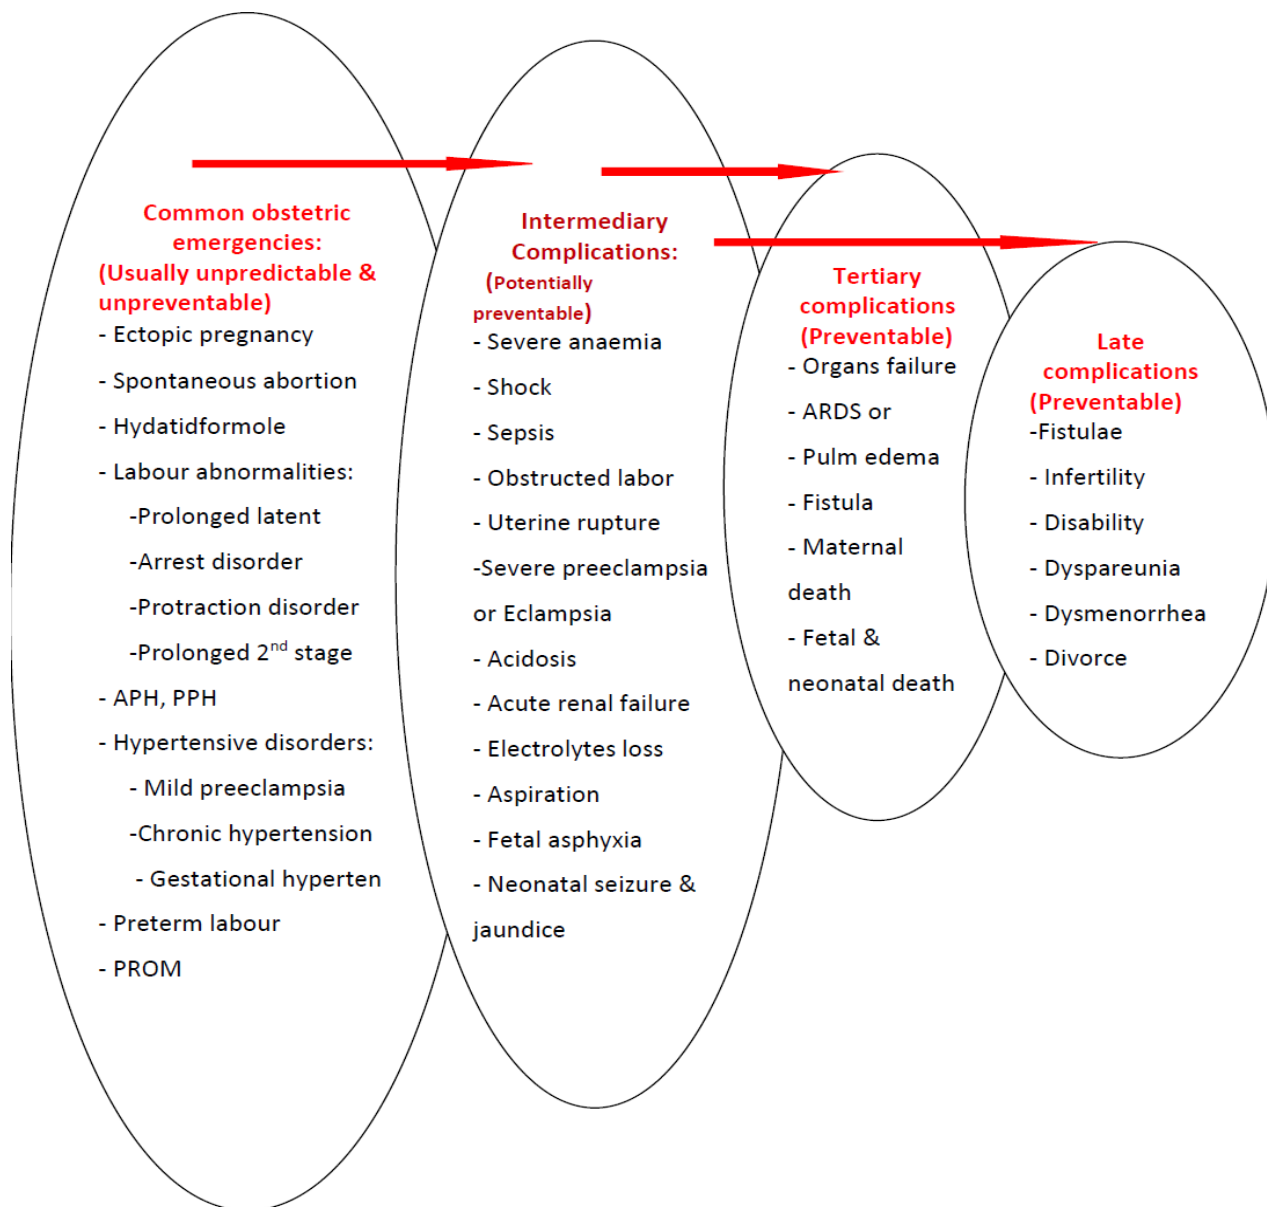 Common obstetric
emergencies:
(Usually unpredictable &
unpreventable)
- Ectopic pregnancy
- Spontaneous abortion
- Hydatidformole
- Labour abnormalities:
-Prolonged latent
-Arrest disorder
-Protraction disorder
-Prolonged 2nd stage
- APH, PPH
- Hypertensive disorders:
- Mild preeclampsia
-Chronic hypertension
- Gestational hyperten
- Preterm labour
- PROM
Intermediary
Complications:
(Potentially
preventable)
- Severe anaemia
- Shock
- Sepsis
- Obstructed labor
- Uterine rupture
-Severe preeclampsia
or Eclampsia
- Acidosis
- Acute renal failure
- Electrolytes loss
- Aspiration
- Fetal asphyxia
- Neonatal seizure &
jaundice
Tertiary
complications
(Preventable)
- Organs failure
- ARDS or
- Pulm edema
- Fistula
- Maternal
death
- Fetal &
neonatal death
Late
complications
(Preventable)
-Fistulae
- Infertility
- Disability
- Dyspareunia
- Dysmenorrhea
- Divorce